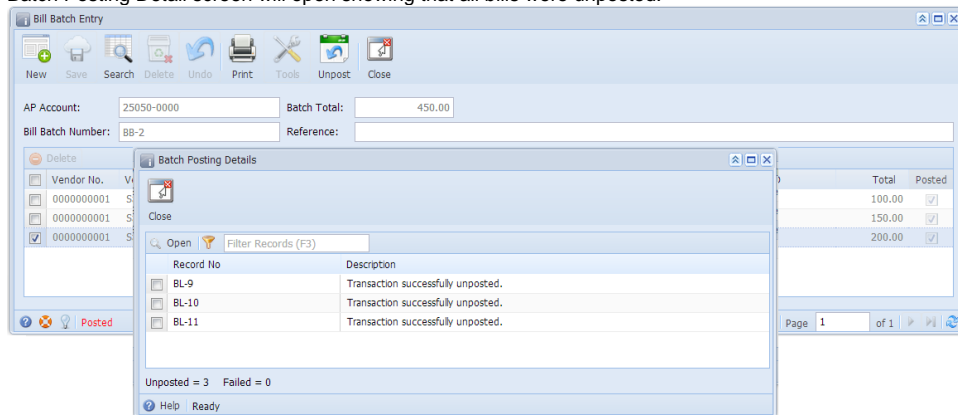 Batch Posting Detail screen will open showing that all bills were unposted.
Bill Batch Entry
New Save Search Delete Undo Print Tools Unpost Close
AP Account: 25050-0000 Batch Total: 450.00
Bill Batch Number: BB-2 Reference:
Delete
Batch Posting Details
Vendor No. Total Posted
0000000001 100.00
0000000001 150.00
0000000001 200.00
Close
Open Filter Records (F3)
Record No Description
BL-9 Transaction successfully unposted.
BL-10 Transaction successfully unposted.
BL-11 Transaction successfully unposted.
Posted Page 1 of 1
Unposted = 3 Failed = 0
Help Ready